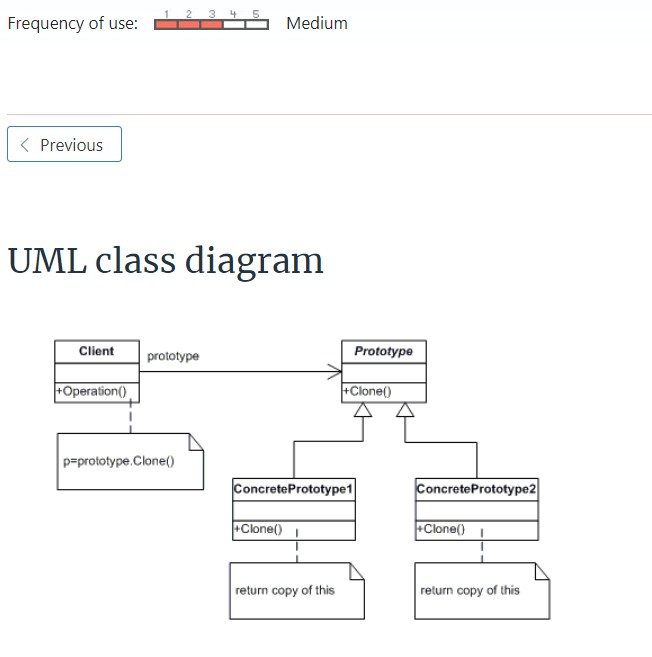 1 2 3 4 5
Frequency of use: Medium
Previous
UML class diagram
Client
prototype
Prototype
+Operation()
+Clone()
p=prototype.Clone()
ConcretePrototype1
ConcretePrototype2
+Clone()
+Clone()
return copy of this
return copy of this